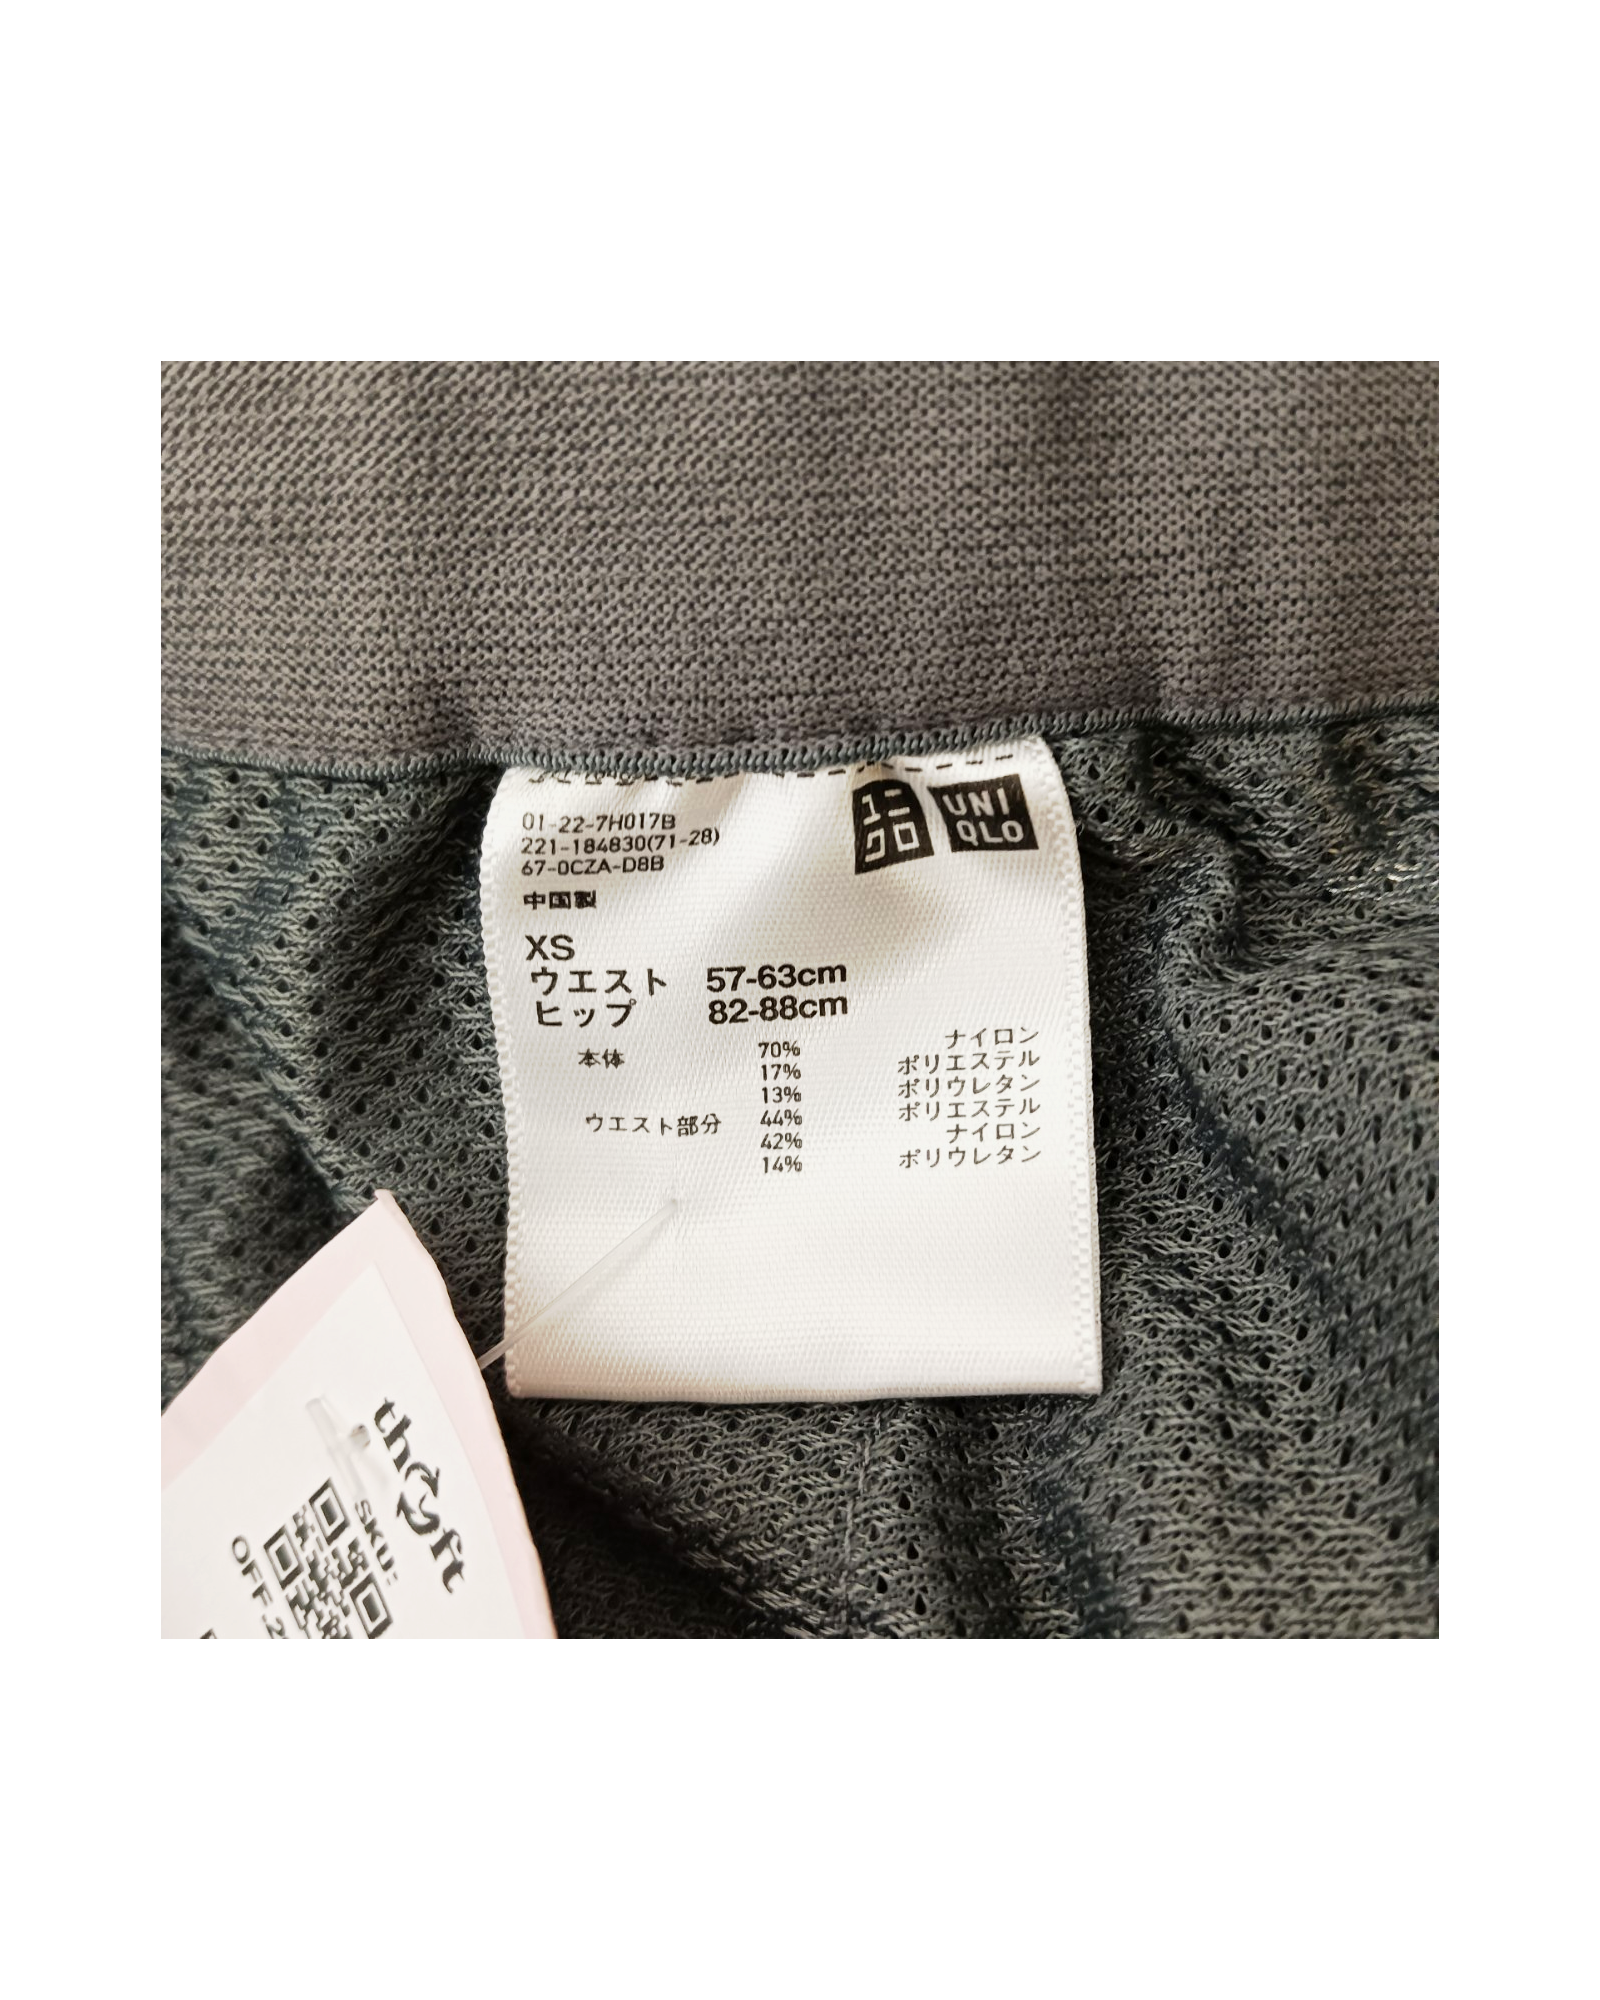 01-22-7H017B
221-184830(71-28)
67-0CZA-D8B
ユニ
クロ
UNI
QLO
中国製
XS
ウエスト 57-63cm
ヒップ 82-88cm
本体 70% ナイロン
17% ポリエステル
13% ポリウレタン
ウエスト部分 44% ポリエステル
42% ナイロン
14% ポリウレタン
thryft
SKU: